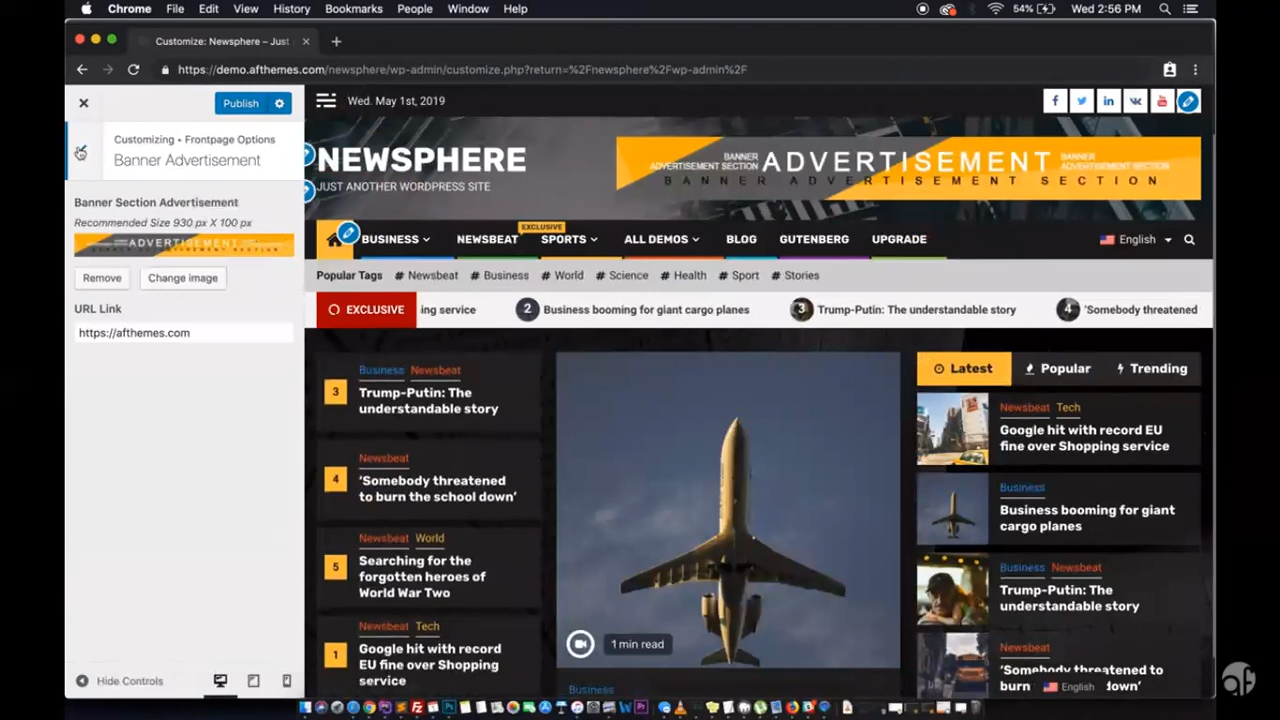 Chrome File Edit View History Bookmarks People Window Help
54% Wed 2:56 PM
Customize: Newsphere – Just
https://demo.afthemes.com/newsphere/wp-admin/customize.php?return=%2Fnewsphere%2Fwp-admin%2F
Publish
Customizing • Frontpage Options
Banner Advertisement
Banner Section Advertisement
Recommended Size 930 px X 100 px
ADVERTISEMENT
Remove
Change image
URL Link
https://afthemes.com
Hide Controls
Wed. May 1st, 2019
NEWSPHERE
JUST ANOTHER WORDPRESS SITE
BANNER ADVERTISEMENT SECTION
ADVERTISEMENT
BANNER ADVERTISEMENT SECTION
BANNER ADVERTISEMENT SECTION
EXCLUSIVE
BUSINESS NEWSBEAT SPORTS ALL DEMOS BLOG GUTENBERG UPGRADE English
Popular Tags # Newsbeat # Business # World # Science # Health # Sport # Stories
EXCLUSIVE ing service 2 Business booming for giant cargo planes 3 Trump-Putin: The understandable story 4 'Somebody threatened
Business Newsbeat
3
Trump-Putin: The
understandable story
Newsbeat
4
‘Somebody threatened
to burn the school down’
Newsbeat World
5
Searching for the
forgotten heroes of
World War Two
Newsbeat Tech
1
Google hit with record
EU fine over Shopping
service
1 min read
Business
Latest Popular Trending
Newsbeat Tech
Google hit with record EU
fine over Shopping service
Business
Business booming for giant
cargo planes
Business Newsbeat
Trump-Putin: The
understandable story
Newsbeat
‘Somebody threatened to
burn English down’